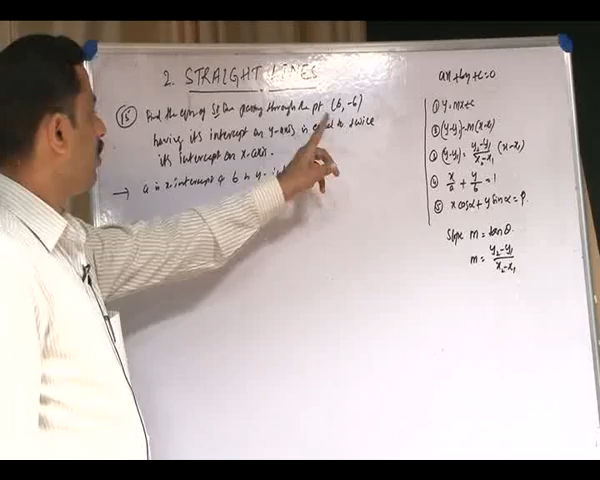 2. STRAIGHT LINES
(15) Find the eqn of St line passing through the pt (5, -6)
having its intercept on y-axis is equal to twice
its intercept on x-axis.
→ a is x-intercept & b is y-
ax+by+c=0
① y=mx+c
② (y-y₁)=m(x-x₁)
③ (y-y₁)= y₂-y₁/x₂-x₁ (x-x₁)
④ x/a + y/b =1
⑤ x cosα + y sinα = P.
Slope m = tanθ
m = y₂-y₁/x₂-x₁